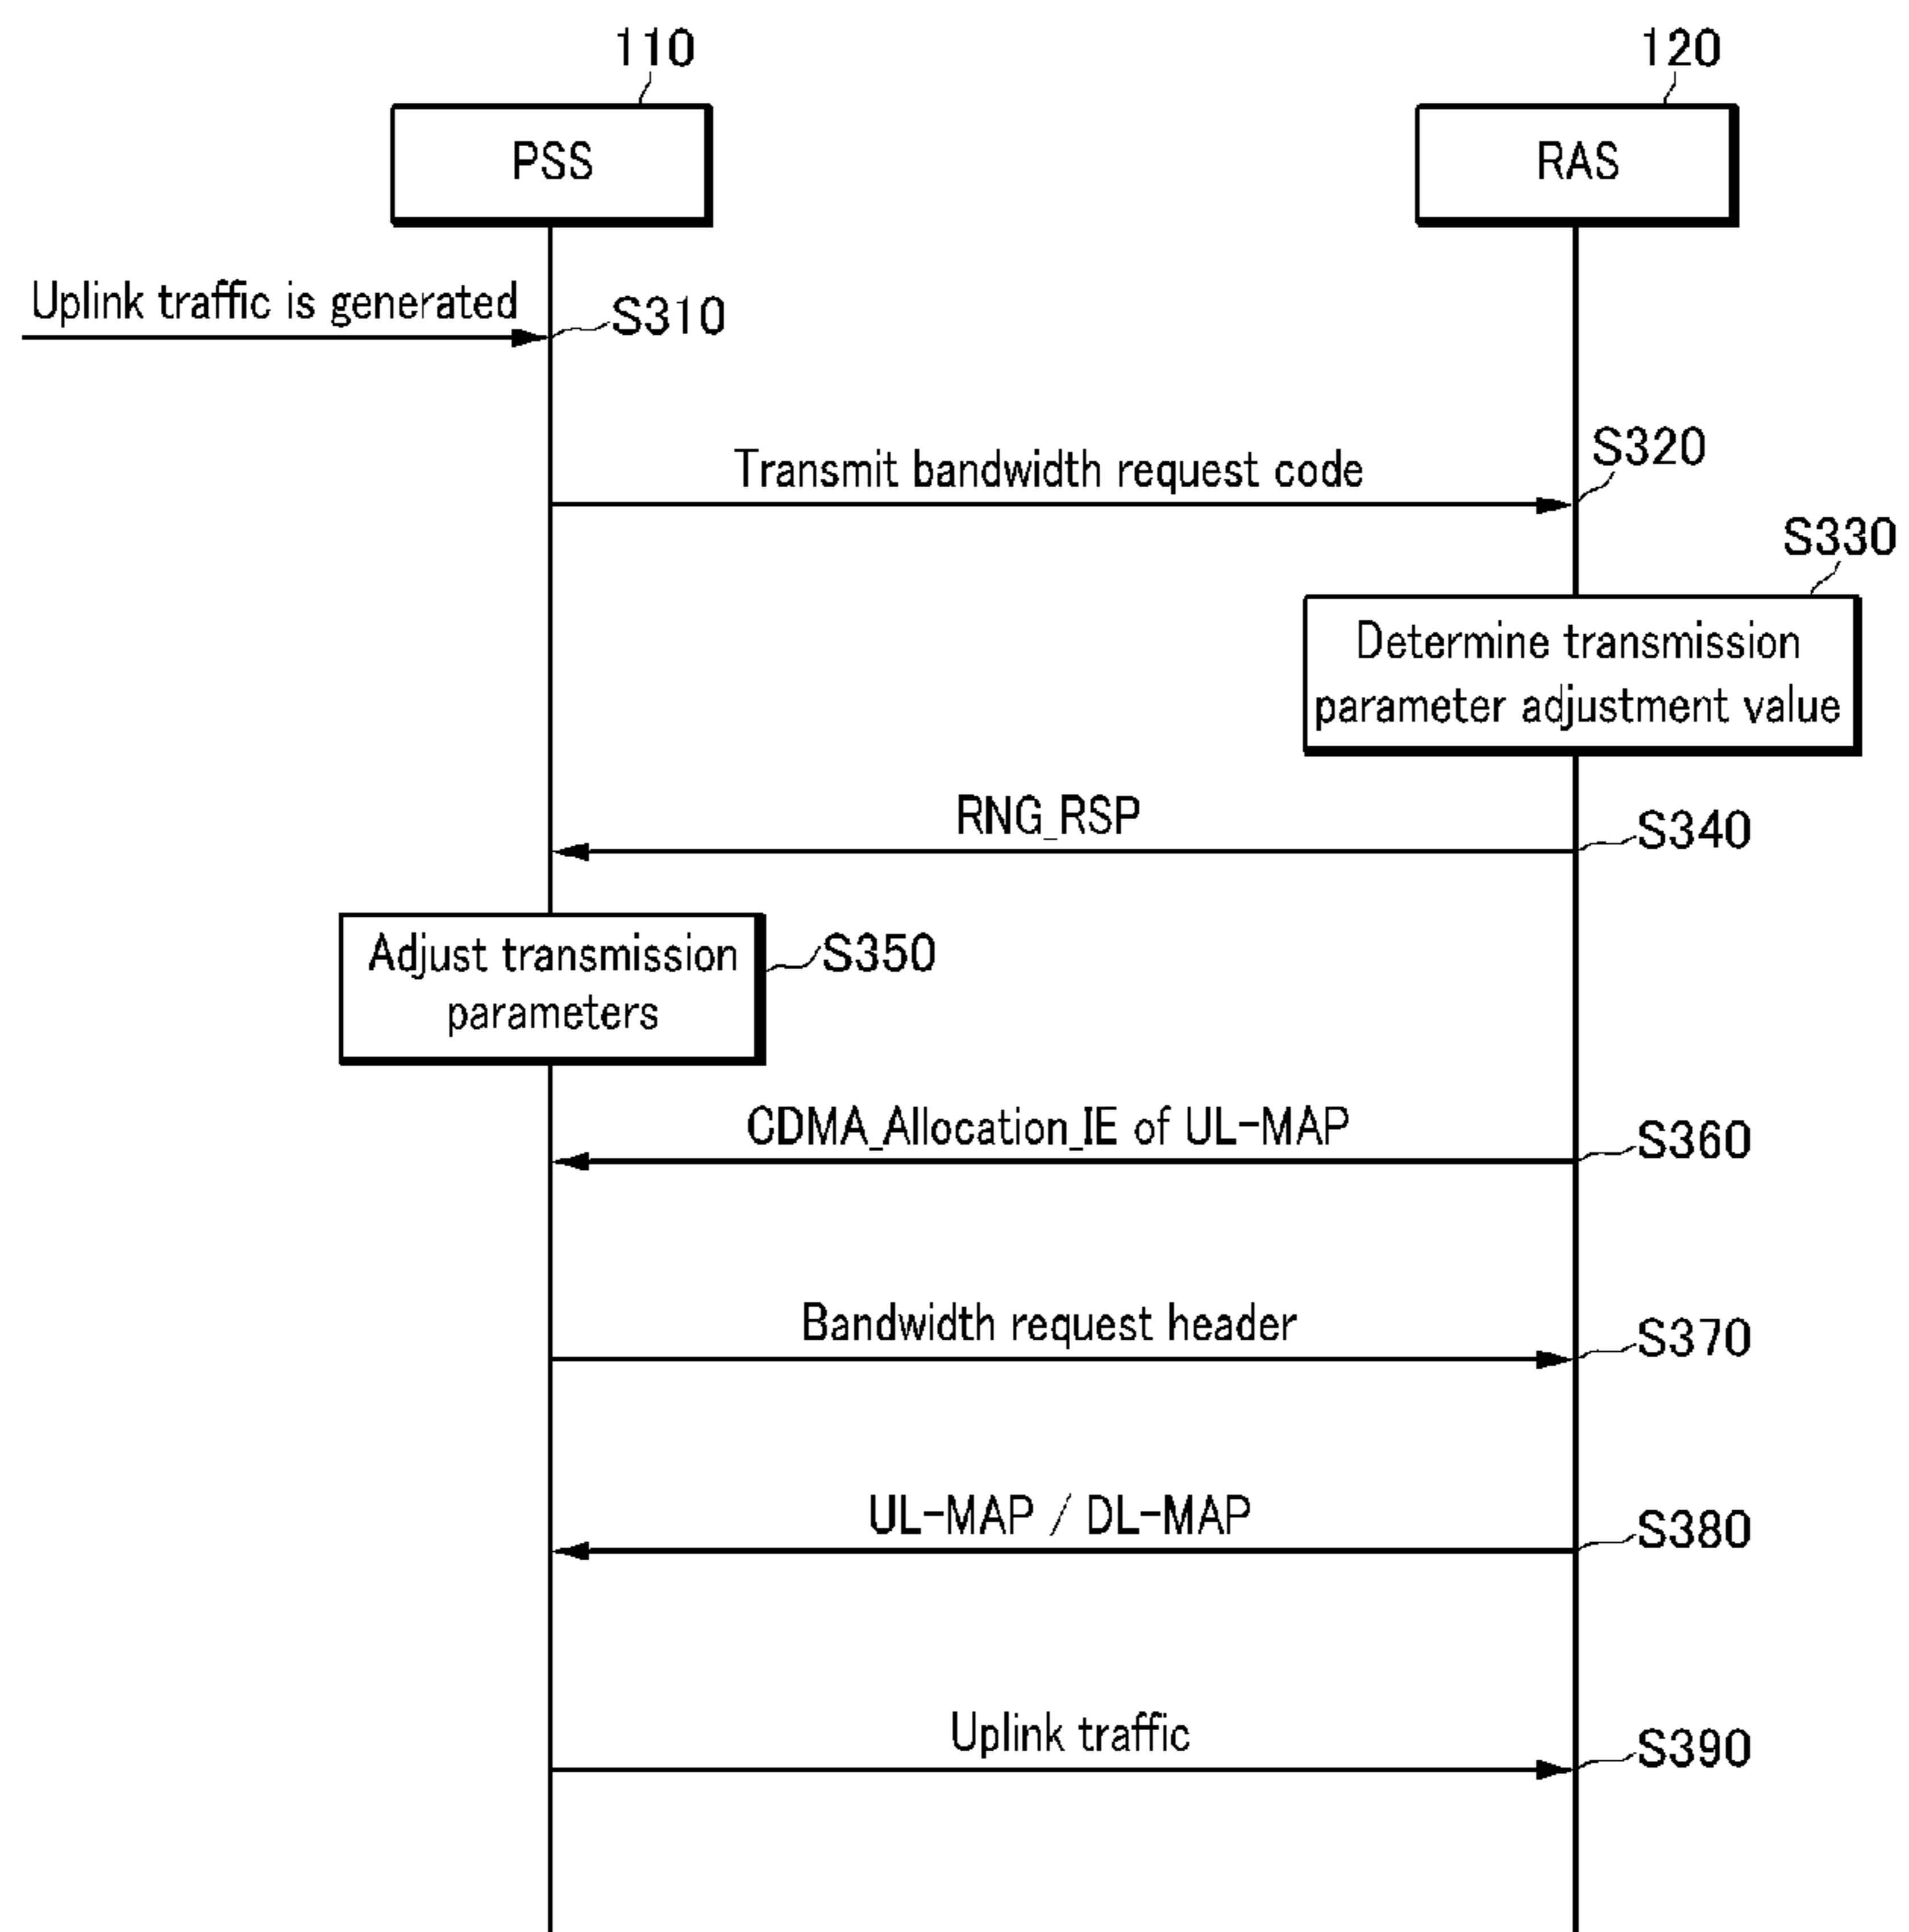 110
120
PSS
RAS
Uplink traffic is generated
S310
Transmit bandwidth request code
S320
S330
Determine transmission
parameter adjustment value
RNG_RSP
S340
Adjust transmission
parameters
S350
CDMA_Allocation_IE of UL-MAP
S360
Bandwidth request header
S370
UL-MAP / DL-MAP
S380
Uplink traffic
S390